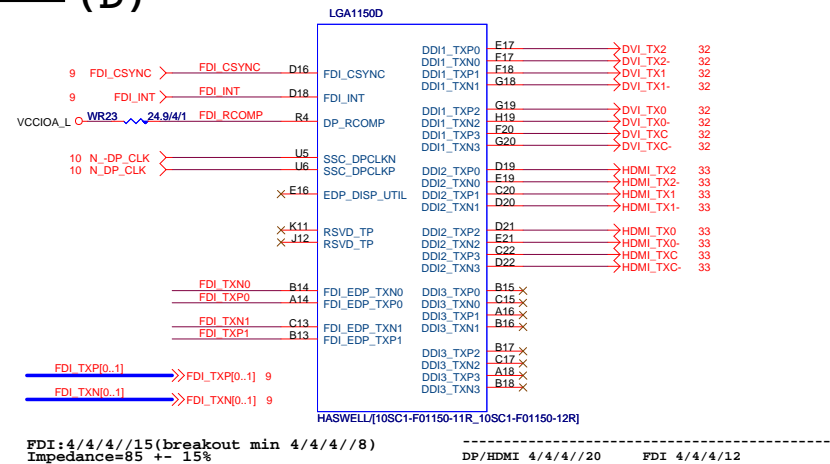 (D)
LGA1150D
9 FDI_CSYNC FDI_CSYNC D16 FDI_CSYNC
9 FDI_INT FDI_INT D18 FDI_INT
VCCIOA_L WR23 24.9/4/1 FDI_RCOMP R4 DP_RCOMP
10 N_-DP_CLK U5 SSC_DPCLKN
10 N_DP_CLK U6 SSC_DPCLKP
E16 EDP_DISP_UTIL
K11 RSVD_TP
J12 RSVD_TP
FDI_TXN0 B14 FDI_EDP_TXN0
FDI_TXP0 A14 FDI_EDP_TXP0
FDI_TXN1 C13 FDI_EDP_TXN1
FDI_TXP1 B13 FDI_EDP_TXP1
FDI_TXP[0..1] FDI_TXP[0..1] 9
FDI_TXN[0..1] FDI_TXN[0..1] 9
DDI1_TXP0 E17 DVI_TX2 32
DDI1_TXN0 F17 DVI_TX2- 32
DDI1_TXP1 F18 DVI_TX1 32
DDI1_TXN1 G18 DVI_TX1- 32
DDI1_TXP2 G19 DVI_TX0 32
DDI1_TXN2 H19 DVI_TX0- 32
DDI1_TXP3 F20 DVI_TXC 32
DDI1_TXN3 G20 DVI_TXC- 32
DDI2_TXP0 D19 HDMI_TX2 33
DDI2_TXN0 E19 HDMI_TX2- 33
DDI2_TXP1 C20 HDMI_TX1 33
DDI2_TXN1 D20 HDMI_TX1- 33
DDI2_TXP2 D21 HDMI_TX0 33
DDI2_TXN2 E21 HDMI_TX0- 33
DDI2_TXP3 C22 HDMI_TXC 33
DDI2_TXN3 D22 HDMI_TXC- 33
DDI3_TXP0 B15
DDI3_TXN0 C15
DDI3_TXP1 A16
DDI3_TXN1 B16
DDI3_TXP2 B17
DDI3_TXN2 C17
DDI3_TXP3 A18
DDI3_TXN3 B18
HASWELL/[10SC1-F01150-11R_10SC1-F01150-12R]
FDI:4/4/4//15(breakout min 4/4/4//8)
Impedance=85 +- 15%
DP/HDMI 4/4/4//20 FDI 4/4/4/12